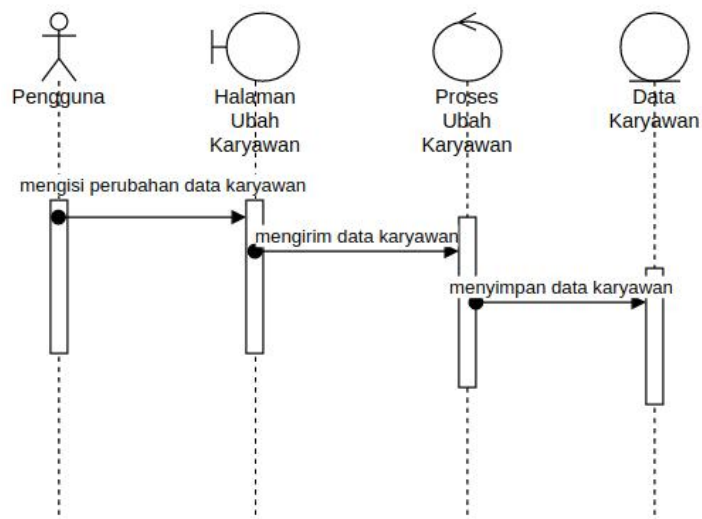 Pengguna
Halaman
Ubah
Karyawan
Proses
Ubah
Karyawan
Data
Karyawan
mengisi perubahan data karyawan
mengirim data karyawan
menyimpan data karyawan